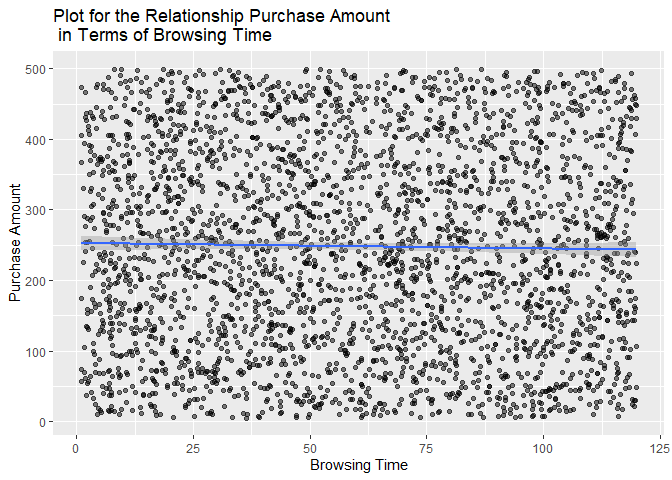 Plot for the Relationship Purchase Amount
in Terms of Browsing Time
500
400
300
200
100
0
Purchase Amount
0 25 50 75 100 125
Browsing Time